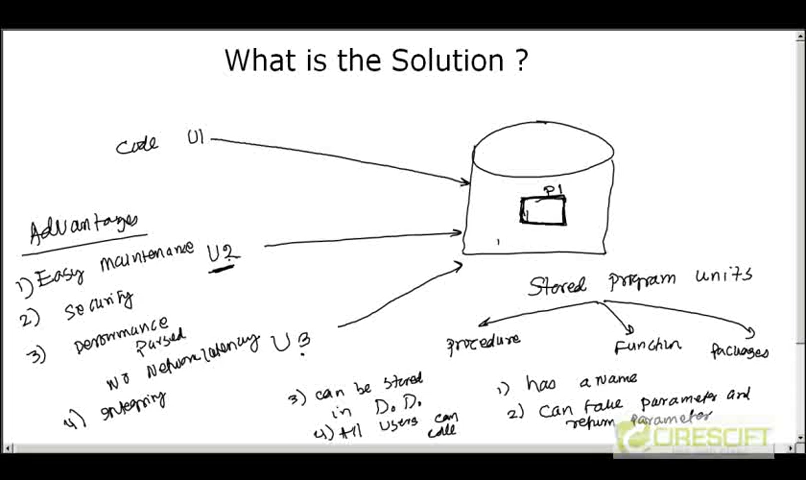 What is the Solution ?
Code U1
P1
Advantages
1) Easy maintenance U2
2) Security
3) Performance
Parsed
No Network latency U3
4) Integrity
Stored program units
procedure Function Packages
1) has a name
2) can take parameter and
return parameter
3) can be stored
in D.D.
4) All users can
call
CIRESCIFT